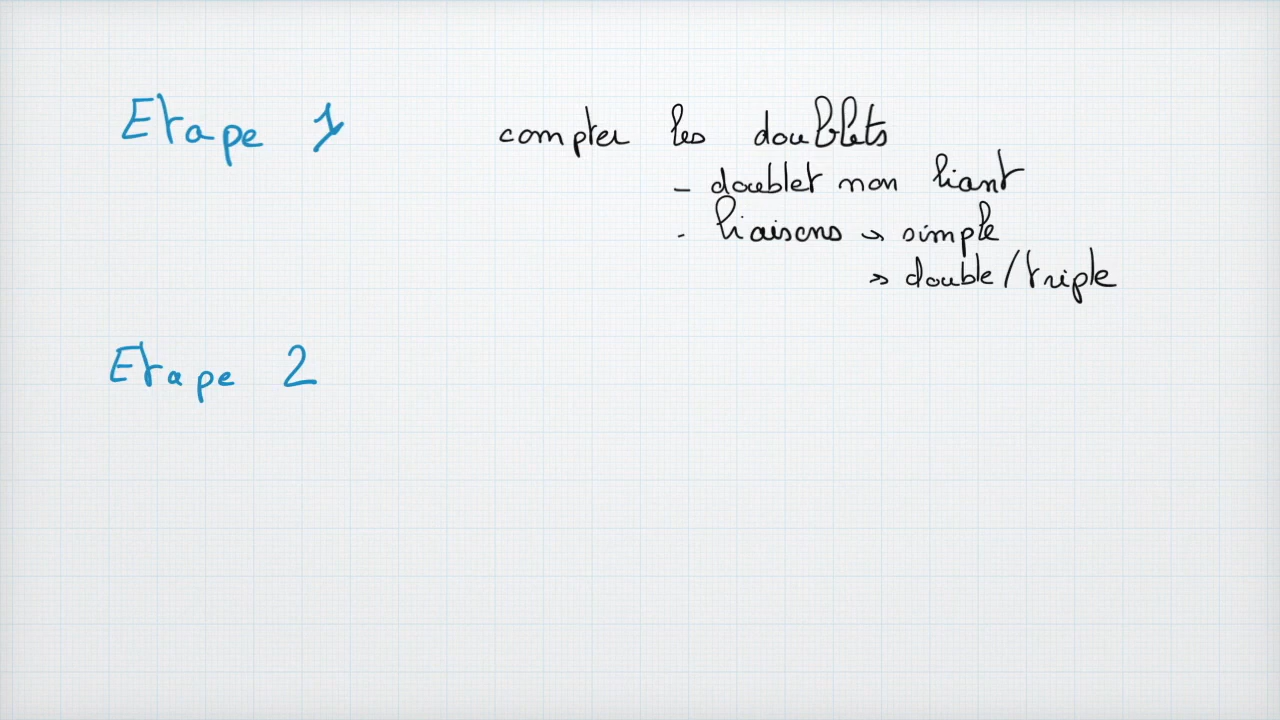 Etape 1 compter les doublets
- doublet non liant
- liaisons → simple
→ double/triple
Etape 2